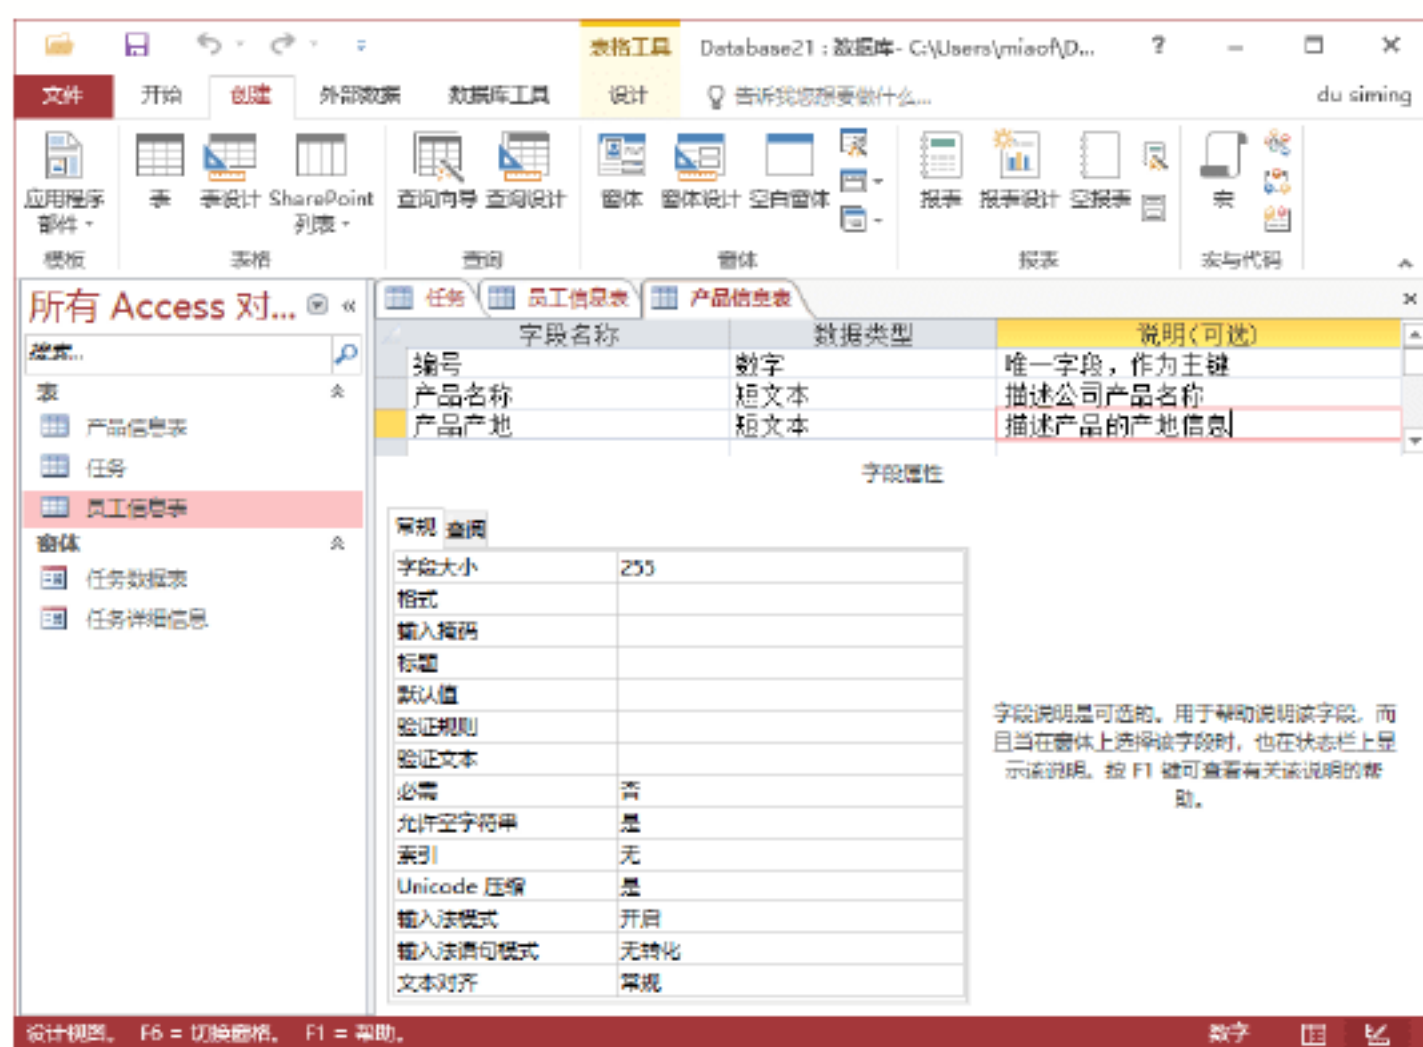 表格工具 Database21 : 数据库- C:\Users\miaof\D... ?
文件 开始 创建 外部数据 数据库工具 设计 告诉我您想要做什么... du siming
应用程序部件 表 表设计 SharePoint 列表 查询向导 查询设计 窗体 窗体设计 空白窗体 报表 报表设计 空报表 宏
模板 表格 查询 窗体 报表 宏与代码
所有 Access 对... «
任务 员工信息表 产品信息表
搜索...
表
产品信息表
任务
员工信息表
窗体
任务数据表
任务详细信息
字段名称 数据类型 说明(可选)
编号 数字 唯一字段，作为主键
产品名称 短文本 描述公司产品名称
产品产地 短文本 描述产品的产地信息
字段属性
常规 查阅
字段大小 255
格式
输入掩码
标题
默认值
验证规则
验证文本
必需 否
允许空字符串 是
索引 无
Unicode 压缩 是
输入法模式 开启
输入法语句模式 无转化
文本对齐 常规
字段说明是可选的。用于帮助说明该字段，而
且当在窗体上选择该字段时，也在状态栏上显
示该说明。按 F1 键可查看有关该说明的帮
助。
设计视图。 F6 = 切换窗格。 F1 = 帮助。 数字